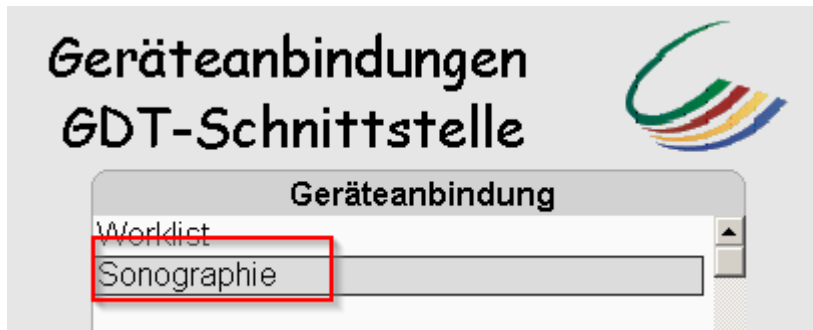 Geräteanbindungen
GDT-Schnittstelle
Geräteanbindung
Worklist
Sonographie